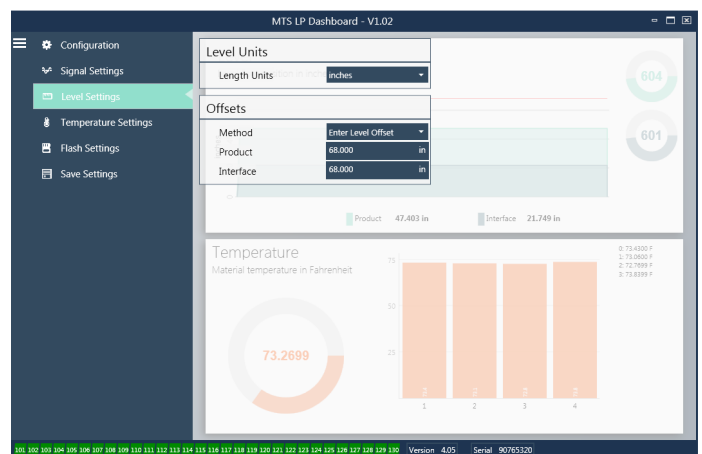 MTS LP Dashboard - V1.02
Configuration
Signal Settings
Level Settings
Temperature Settings
Flash Settings
Save Settings
Level Units
Length Units
inches
Offsets
Method
Enter Level Offset
Product
68.000 in
Interface
68.000 in
604
601
0
Product 47.403 in
Interface 21.749 in
Temperature
Material temperature in Fahrenheit
73.2699
75
50
25
1 2 3 4
0: 73.4300 F
1: 73.0600 F
2: 72.7699 F
3: 73.8399 F
101 102 103 104 105 106 107 108 109 110 111 112 113 114 115 116 117 118 119 120 121 122 123 124 125 126 127 128 129 130 Version 4.05 Serial 90765320